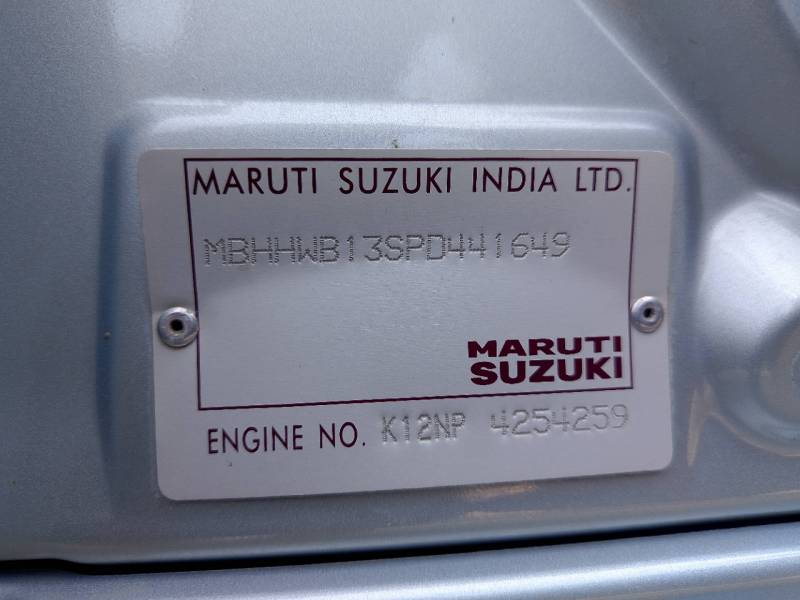 MARUTI SUZUKI INDIA LTD.
MBHHWB13SPD441649
MARUTI
SUZUKI
ENGINE NO. K12NP 4254259